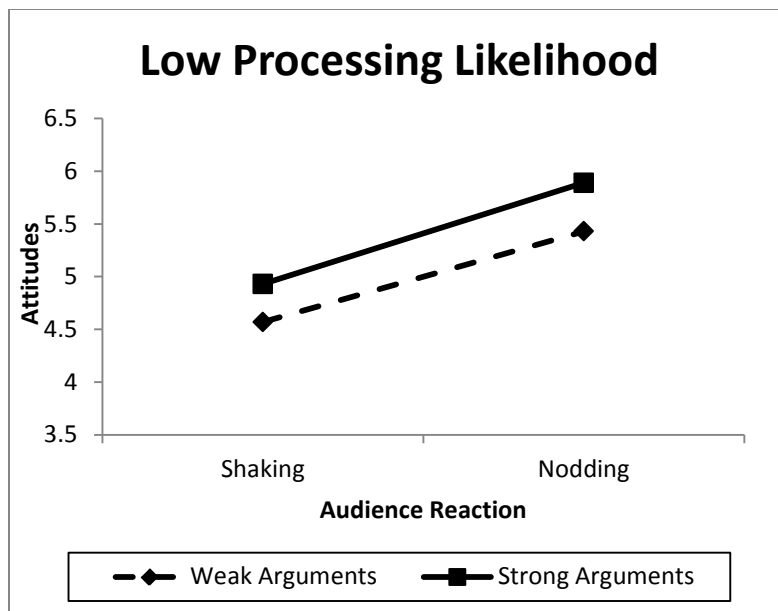 Low Processing Likelihood
6.5
6
5.5
5
4.5
4
3.5
Attitudes
Shaking
Nodding
Audience Reaction
Weak Arguments
Strong Arguments